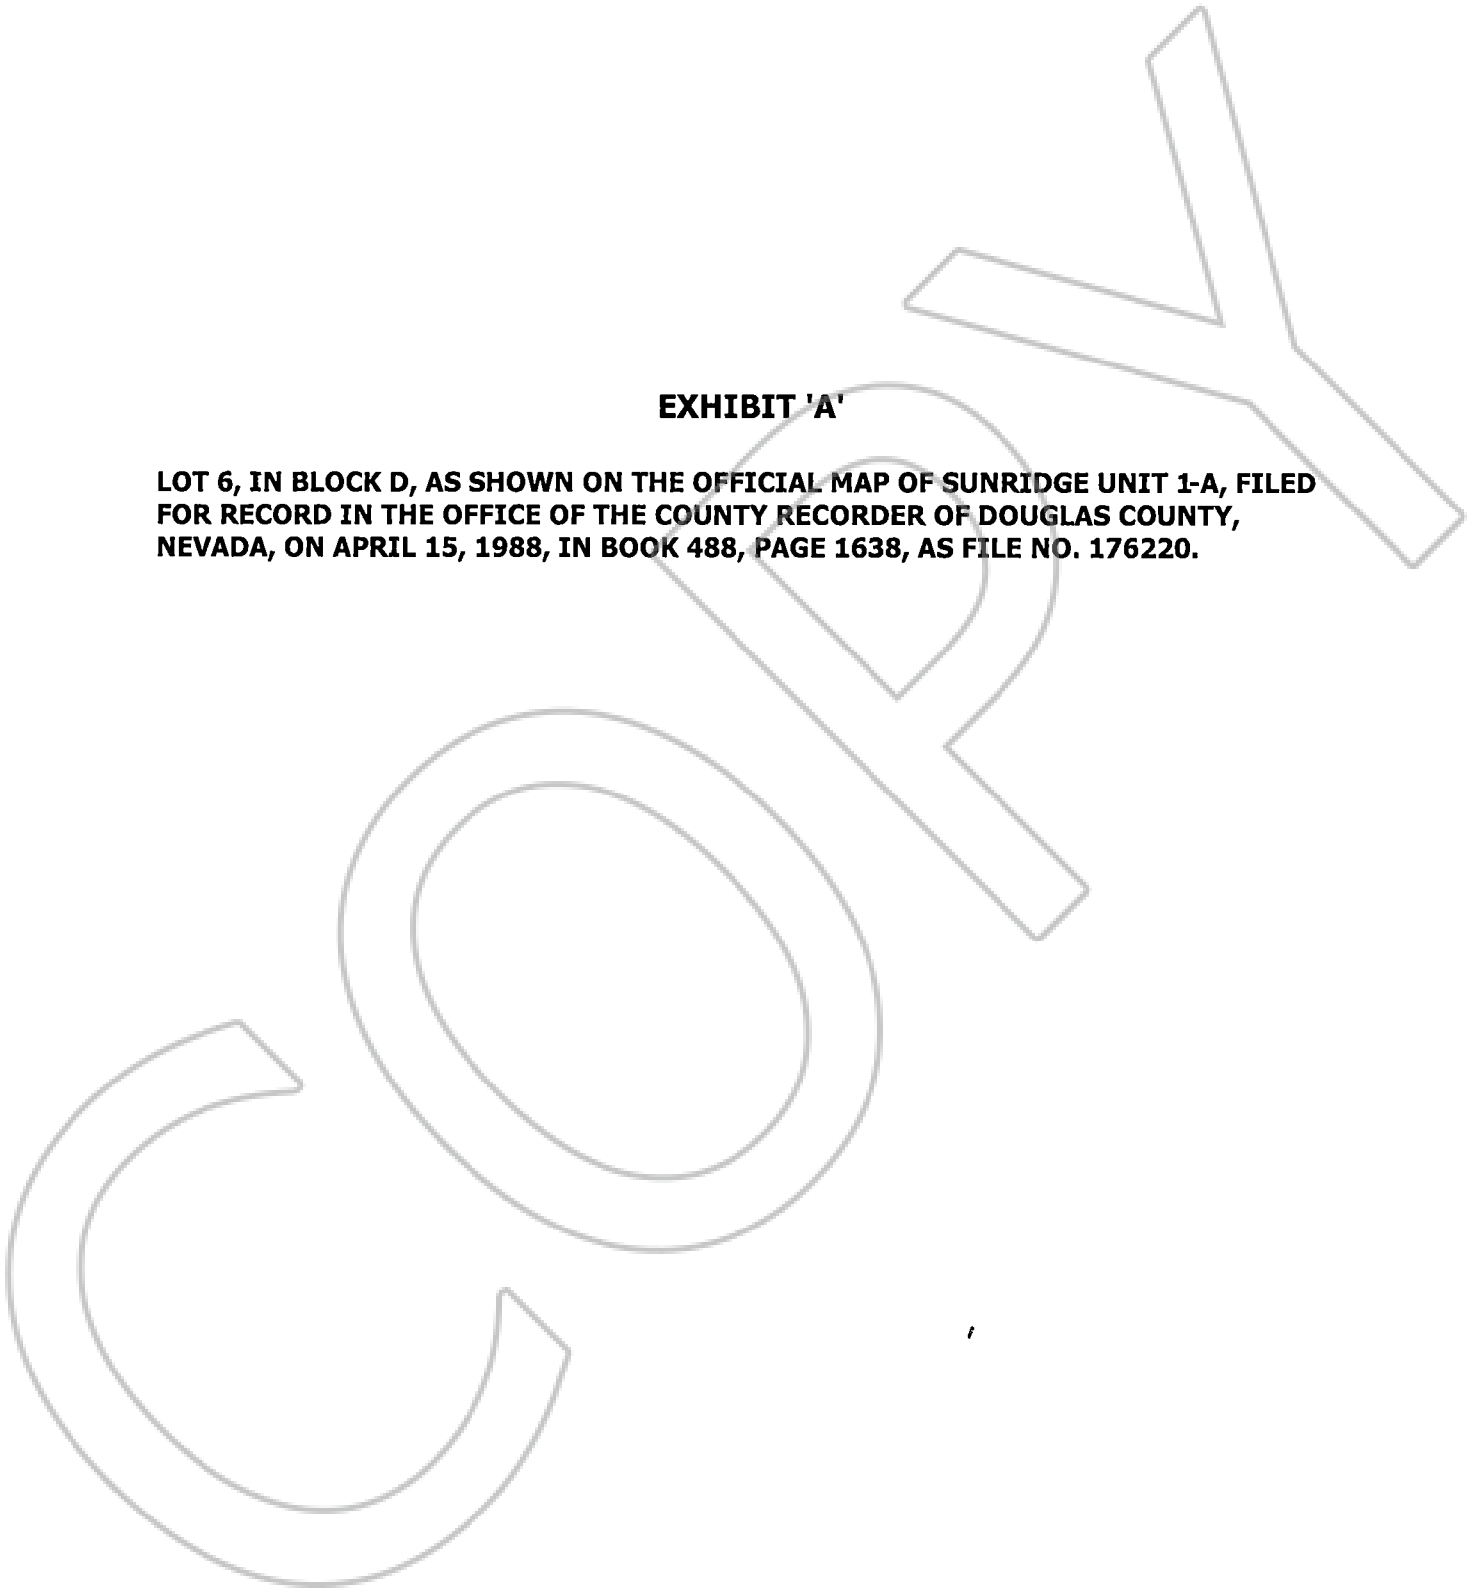 EXHIBIT 'A'
LOT 6, IN BLOCK D, AS SHOWN ON THE OFFICIAL MAP OF SUNRIDGE UNIT 1-A, FILED
FOR RECORD IN THE OFFICE OF THE COUNTY RECORDER OF DOUGLAS COUNTY,
NEVADA, ON APRIL 15, 1988, IN BOOK 488, PAGE 1638, AS FILE NO. 176220.
COPY